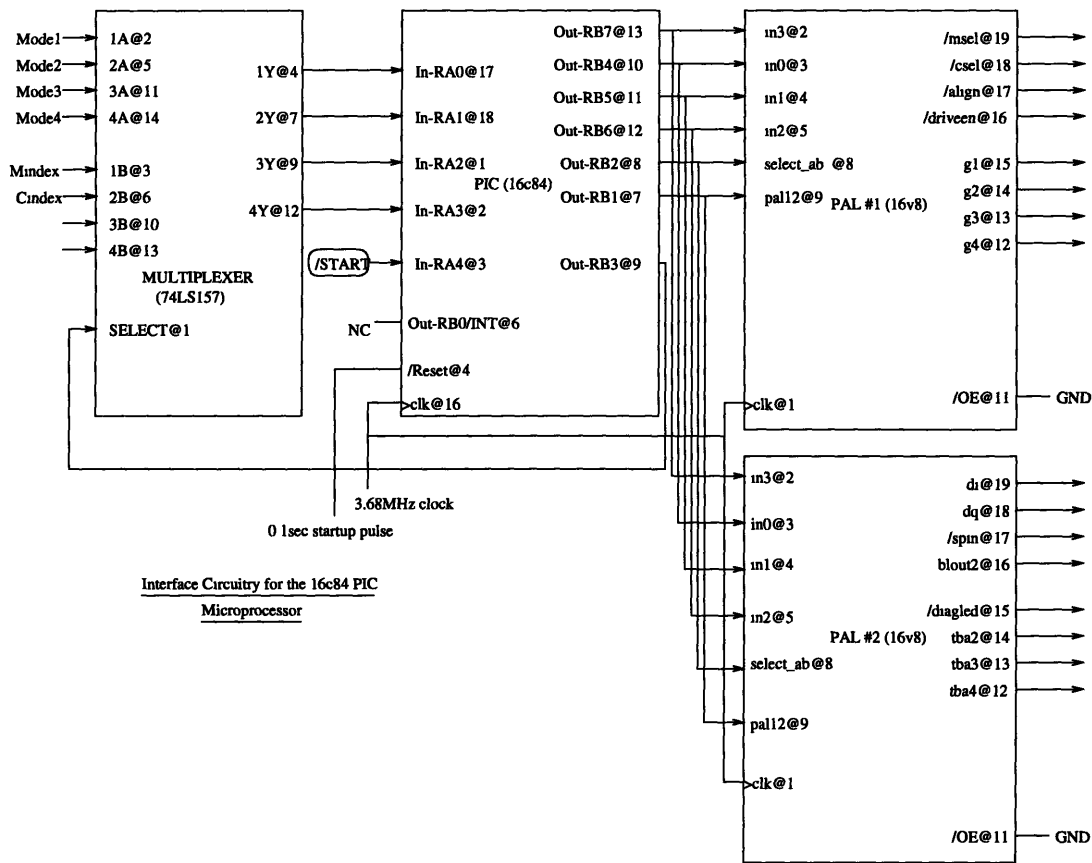 Mode1
Mode2
Mode3
Mode4
Mindex
Cindex
1A@2
2A@5
3A@11
4A@14
1B@3
2B@6
3B@10
4B@13
1Y@4
2Y@7
3Y@9
4Y@12
MULTIPLEXER
(74LS157)
SELECT@1
/START
NC
In-RA0@17
In-RA1@18
In-RA2@1
In-RA3@2
In-RA4@3
Out-RB0/INT@6
/Reset@4
clk@16
PIC (16c84)
Out-RB7@13
Out-RB4@10
Out-RB5@11
Out-RB6@12
Out-RB2@8
Out-RB1@7
Out-RB3@9
in3@2
in0@3
in1@4
in2@5
select_ab @8
pal12@9
PAL #1 (16v8)
clk@1
/msel@19
/csel@18
/align@17
/driveen@16
g1@15
g2@14
g3@13
g4@12
/OE@11
GND
3.68MHz clock
0 1sec startup pulse
Interface Circuitry for the 16c84 PIC
Microprocessor
in3@2
in0@3
in1@4
in2@5
select_ab@8
pal12@9
PAL #2 (16v8)
clk@1
di@19
dq@18
/spin@17
blout2@16
/diagled@15
tba2@14
tba3@13
tba4@12
/OE@11
GND